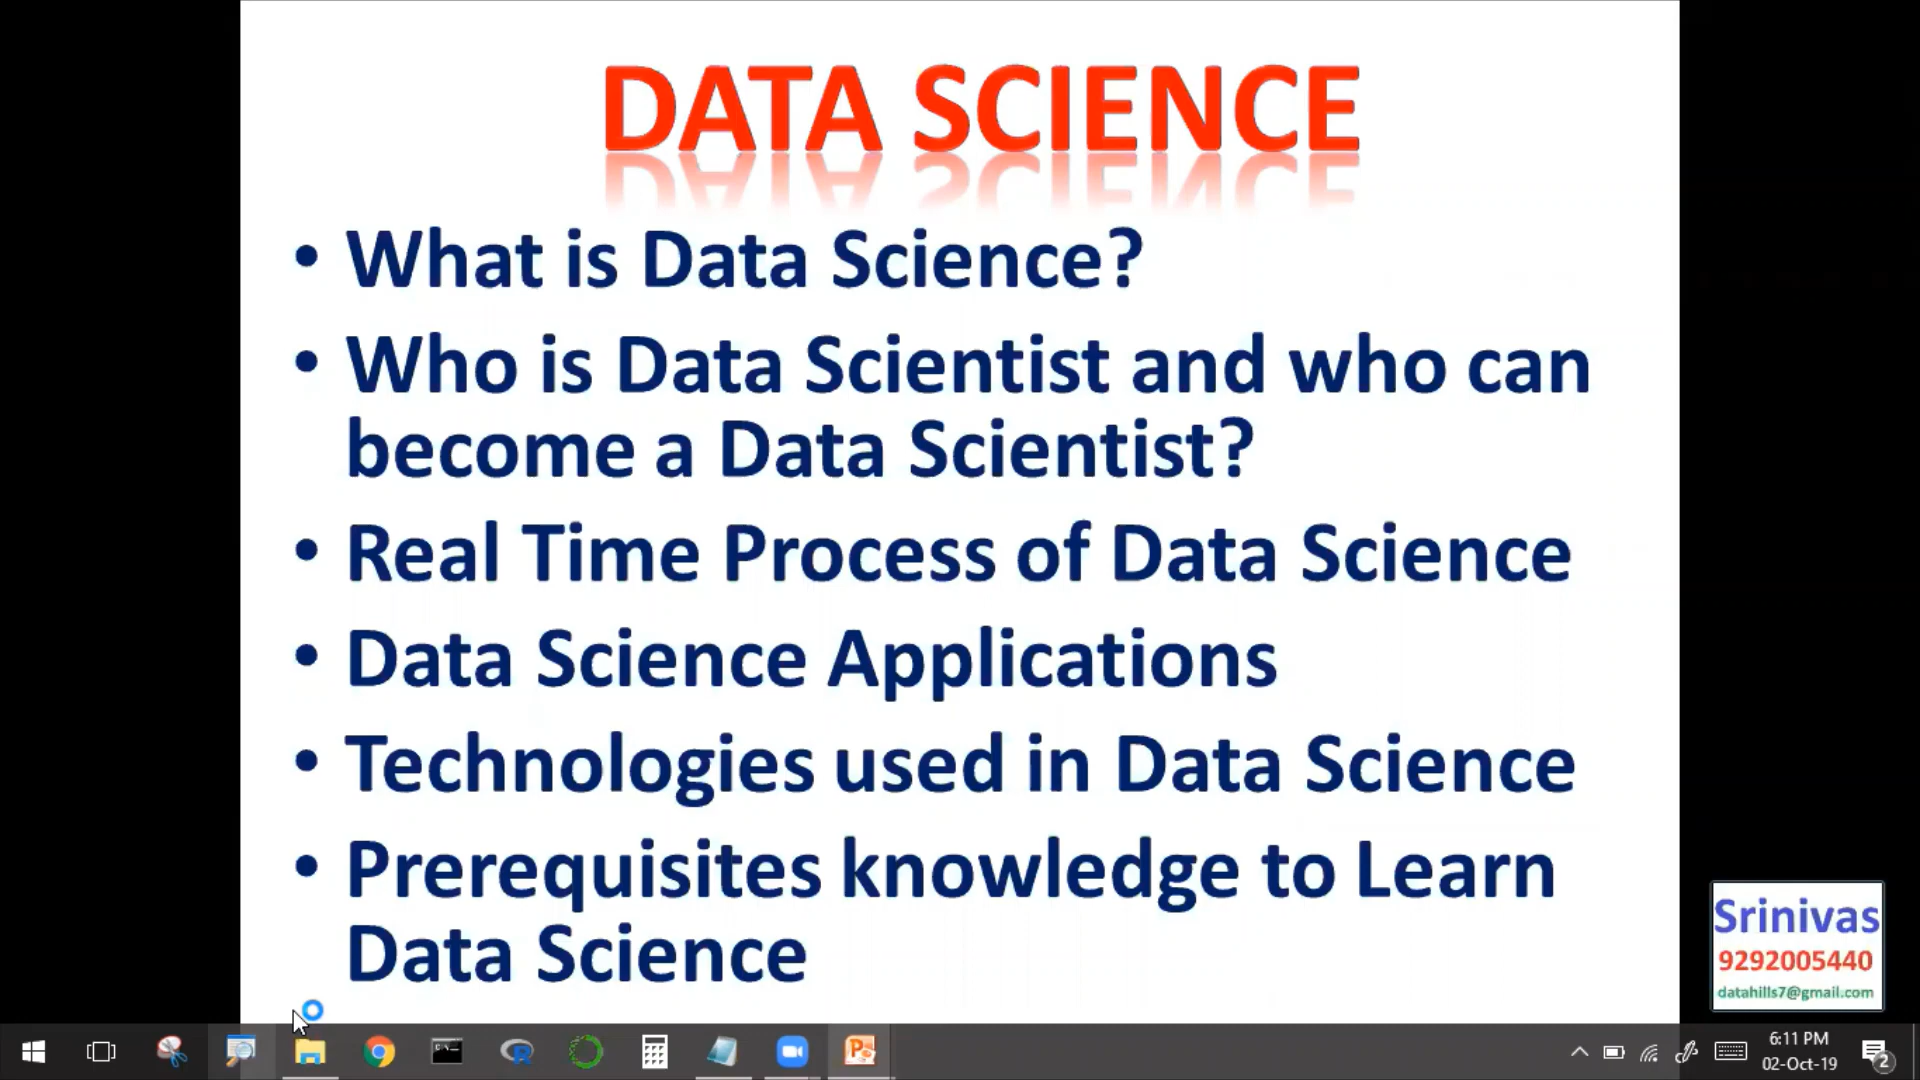 DATA SCIENCE
• What is Data Science?
• Who is Data Scientist and who can
become a Data Scientist?
• Real Time Process of Data Science
• Data Science Applications
• Technologies used in Data Science
• Prerequisites knowledge to Learn
Data Science
Srinivas
9292005440
datahills7@gmail.com
6:11 PM
02-Oct-19
2